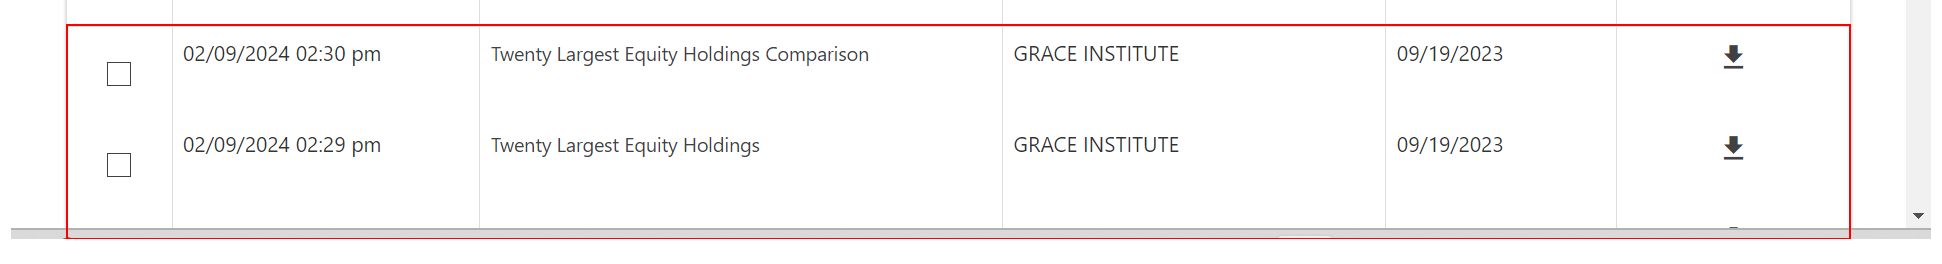 02/09/2024 02:30 pm Twenty Largest Equity Holdings Comparison GRACE INSTITUTE 09/19/2023
02/09/2024 02:29 pm Twenty Largest Equity Holdings GRACE INSTITUTE 09/19/2023